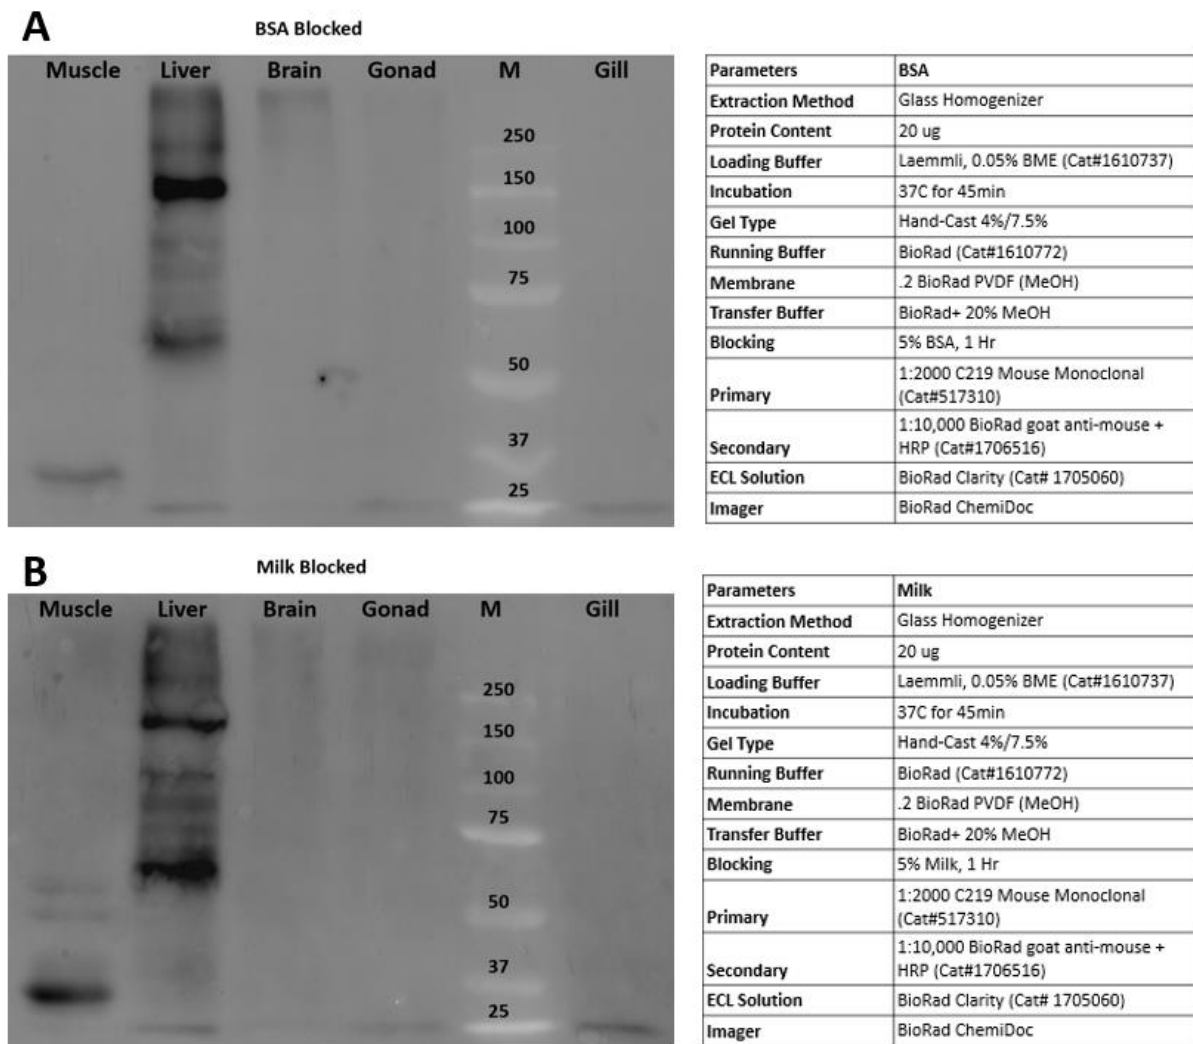 A
BSA Blocked
Muscle Liver Brain Gonad M Gill
250
150
100
75
50
37
25
Parameters BSA
Extraction Method Glass Homogenizer
Protein Content 20 ug
Loading Buffer Laemmli, 0.05% BME (Cat#1610737)
Incubation 37C for 45min
Gel Type Hand-Cast 4%/7.5%
Running Buffer BioRad (Cat#1610772)
Membrane .2 BioRad PVDF (MeOH)
Transfer Buffer BioRad+ 20% MeOH
Blocking 5% BSA, 1 Hr
Primary 1:2000 C219 Mouse Monoclonal
(Cat#517310)
Secondary 1:10,000 BioRad goat anti-mouse +
HRP (Cat#1706516)
ECL Solution BioRad Clarity (Cat# 1705060)
Imager BioRad ChemiDoc
B
Milk Blocked
Muscle Liver Brain Gonad M Gill
250
150
100
75
50
37
25
Parameters Milk
Extraction Method Glass Homogenizer
Protein Content 20 ug
Loading Buffer Laemmli, 0.05% BME (Cat#1610737)
Incubation 37C for 45min
Gel Type Hand-Cast 4%/7.5%
Running Buffer BioRad (Cat#1610772)
Membrane .2 BioRad PVDF (MeOH)
Transfer Buffer BioRad+ 20% MeOH
Blocking 5% Milk, 1 Hr
Primary 1:2000 C219 Mouse Monoclonal
(Cat#517310)
Secondary 1:10,000 BioRad goat anti-mouse +
HRP (Cat#1706516)
ECL Solution BioRad Clarity (Cat# 1705060)
Imager BioRad ChemiDoc